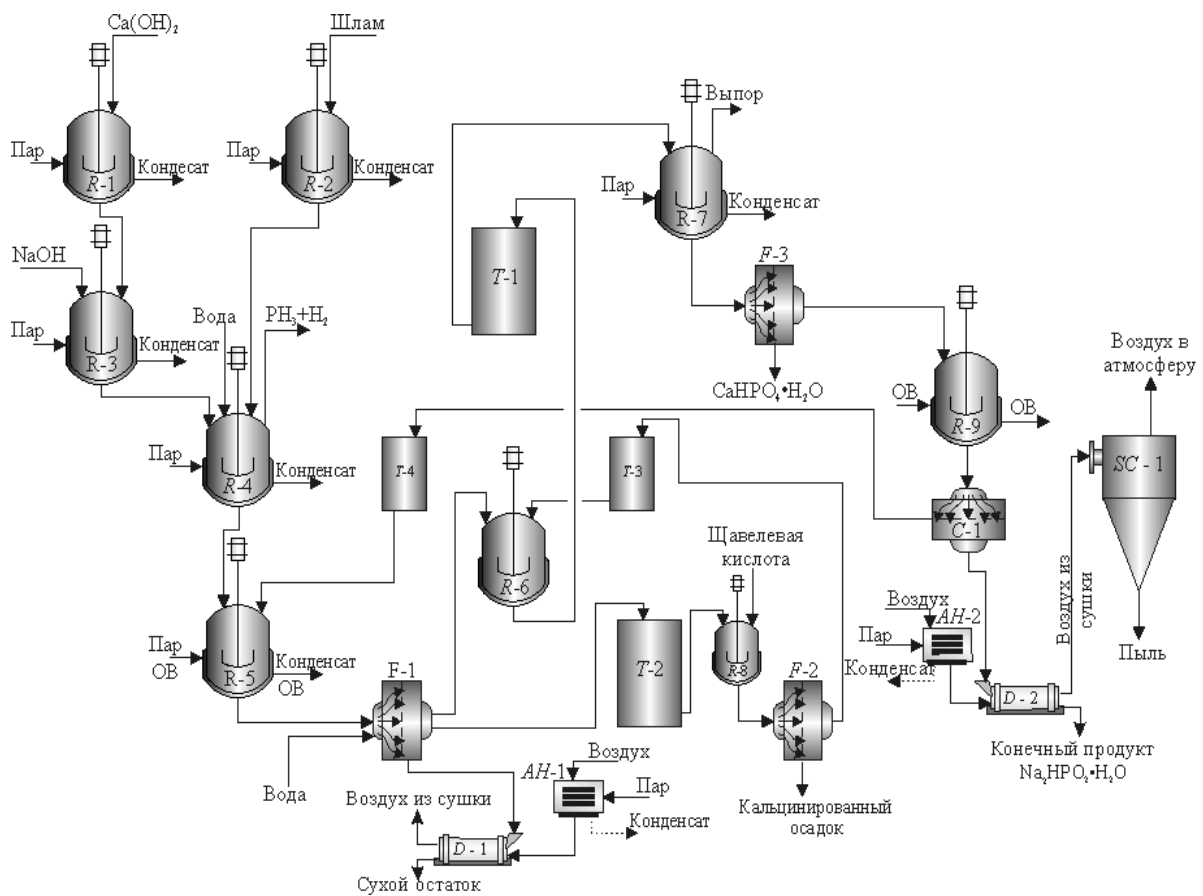 Ca(OH)₂
Шлам
Пар
R-1
Кондесат
Пар
R-2
Конденсат
Выпор
Пар
R-7
Конденсат
NaOH
Пар
R-3
Конденсат
T-1
F-3
Вода
PH₃+H₂
CaHPO₄•H₂O
Воздух в
атмосферу
ОВ
R-9
ОВ
Пар
R-4
Конденсат
T-4
T-3
SC - 1
C-1
R-6
Щавелевая
кислота
Воздух из
сушки
Воздух
AH-2
Пар
Конденсат
Пыль
Пар
ОВ
R-5
Конденсат
ОВ
F-1
T-2
R-8
F-2
D - 2
Конечный продукт
Na₂HPO₂•H₂O
Вода
AH-1
Воздух
Пар
Конденсат
Кальцинированный
осадок
Воздух из сушки
D - 1
Сухой остаток